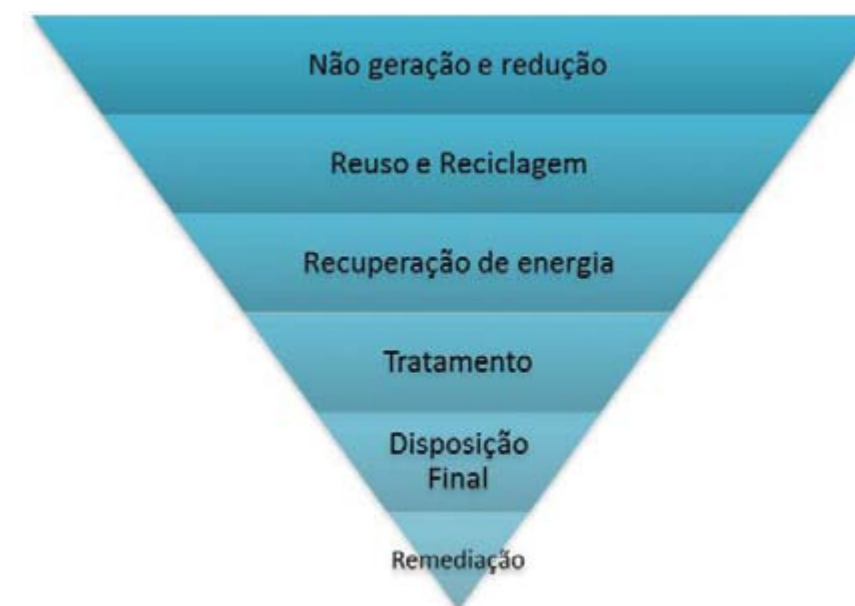 Não geração e redução
Reuso e Reciclagem
Recuperação de energia
Tratamento
Disposição
Final
Remediação